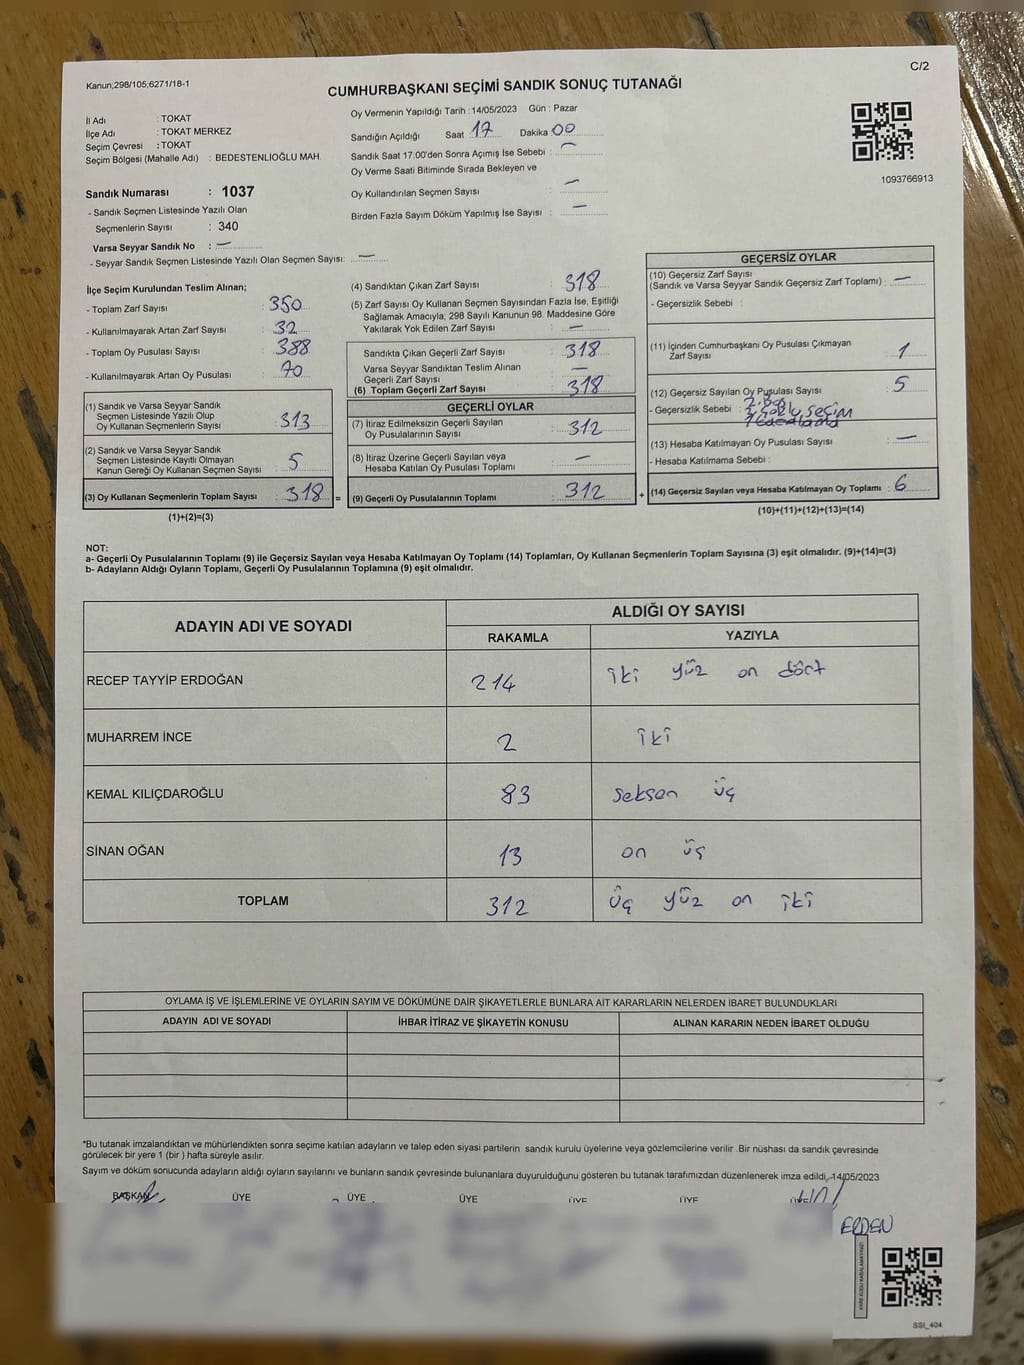 Kanun;298/105;6271/18-1
C/2
CUMHURBAŞKANI SEÇİMİ SANDIK SONUÇ TUTANAĞI
İl Adı : TOKAT
İlçe Adı : TOKAT MERKEZ
Seçim Çevresi : TOKAT
Seçim Bölgesi (Mahalle Adı) : BEDESTENLİOĞLU MAH.
Sandık Numarası : 1037
- Sandık Seçmen Listesinde Yazılı Olan
Seçmenlerin Sayısı : 340
Varsa Seyyar Sandık No : —
- Seyyar Sandık Seçmen Listesinde Yazılı Olan Seçmen Sayısı: —
Oy Vermenin Yapıldığı Tarih : 14/05/2023 Gün : Pazar
Sandığın Açıldığı Saat 17 Dakika 00
Sandık Saat 17:00'den Sonra Açımış İse Sebebi : —
Oy Verme Saati Bitiminde Sırada Bekleyen ve
Oy Kullandırılan Seçmen Sayısı : —
Birden Fazla Sayım Döküm Yapılmış İse Sayısı : —
1093766913
İlçe Seçim Kurulundan Teslim Alınan;
- Toplam Zarf Sayısı : 350
- Kullanılmayarak Artan Zarf Sayısı : 32
- Toplam Oy Pusulası Sayısı : 388
- Kullanılmayarak Artan Oy Pusulası : 70
(1) Sandık ve Varsa Seyyar Sandık
Seçmen Listesinde Yazılı Olup
Oy Kullanan Seçmenlerin Sayısı : 313
(2) Sandık ve Varsa Seyyar Sandık
Seçmen Listesinde Kayıtlı Olmayan
Kanun Gereği Oy Kullanan Seçmen Sayısı : 5
(3) Oy Kullanan Seçmenlerin Toplam Sayısı : 318 =
(1)+(2)=(3)
(4) Sandıktan Çıkan Zarf Sayısı : 318
(5) Zarf Sayısı Oy Kullanan Seçmen Sayısından Fazla İse, Eşitliği
Sağlamak Amacıyla; 298 Sayılı Kanunun 98. Maddesine Göre
Yakılarak Yok Edilen Zarf Sayısı : —
Sandıkta Çıkan Geçerli Zarf Sayısı : 318
Varsa Seyyar Sandıktan Teslim Alınan
Geçerli Zarf Sayısı : —
(6) Toplam Geçerli Zarf Sayısı : 318
GEÇERLİ OYLAR
(7) İtiraz Edilmeksizin Geçerli Sayılan
Oy Pusulalarının Sayısı : 312
(8) İtiraz Üzerine Geçerli Sayılan veya
Hesaba Katılan Oy Pusulası Toplamı : —
(9) Geçerli Oy Pusulalarının Toplamı : 312 +
GEÇERSİZ OYLAR
(10) Geçersiz Zarf Sayısı
(Sandık ve Varsa Seyyar Sandık Geçersiz Zarf Toplamı) : —
- Geçersizlik Sebebi :
(11) İçinden Cumhurbaşkanı Oy Pusulası Çıkmayan
Zarf Sayısı : 1
(12) Geçersiz Sayılan Oy Pusulası Sayısı : 5
- Geçersizlik Sebebi :
seçim
(13) Hesaba Katılmayan Oy Pusulası Sayısı : —
- Hesaba Katılmama Sebebi :
(14) Geçersiz Sayılan veya Hesaba Katılmayan Oy Toplamı : 6
(10)+(11)+(12)+(13)=(14)
NOT:
a- Geçerli Oy Pusulalarının Toplamı (9) ile Geçersiz Sayılan veya Hesaba Katılmayan Oy Toplamı (14) Toplamları, Oy Kullanan Seçmenlerin Toplam Sayısına (3) eşit olmalıdır. (9)+(14)=(3)
b- Adayların Aldığı Oyların Toplamı, Geçerli Oy Pusulalarının Toplamına (9) eşit olmalıdır.
ADAYIN ADI VE SOYADI
ALDIĞI OY SAYISI
RAKAMLA YAZIYLA
RECEP TAYYİP ERDOĞAN 214 iki yüz on dört
MUHARREM İNCE 2 iki
KEMAL KILIÇDAROĞLU 83 seksen üç
SİNAN OĞAN 13 on üç
TOPLAM 312 üç yüz on iki
OYLAMA İŞ VE İŞLEMLERİNE VE OYLARIN SAYIM VE DÖKÜMÜNE DAİR ŞİKAYETLERLE BUNLARA AİT KARARLARIN NELERDEN İBARET BULUNDUKLARI
ADAYIN ADI VE SOYADI İHBAR İTİRAZ VE ŞİKAYETİN KONUSU ALINAN KARARIN NEDEN İBARET OLDUĞU
*Bu tutanak imzalandıktan ve mühürlendikten sonra seçime katılan adayların ve talep eden siyasi partilerin sandık kurulu üyelerine veya gözlemcilerine verilir .Bir nüshası da sandık çevresinde
görülecek bir yere 1 (bir ) hafta süreyle asılır.
Sayım ve döküm sonucunda adayların aldığı oyların sayılarını ve bunların sandık çevresinde bulunanlara duyurulduğunu gösteren bu tutanak tarafımızdan düzenlenerek imza edildi. 14/05/2023
BAŞKAN ÜYE ÜYE ÜYE ÜYE ÜYE
ERDEN
SSI_404